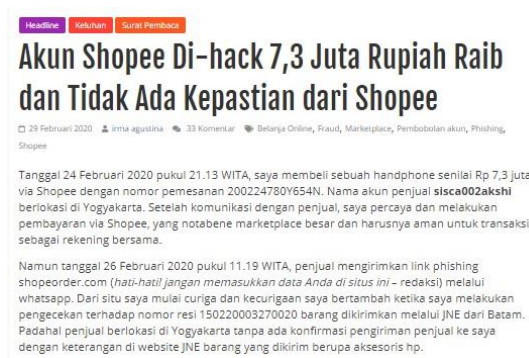 Headline Keluhan Surat Pembaca
Akun Shopee Di-hack 7,3 Juta Rupiah Raib
dan Tidak Ada Kepastian dari Shopee
29 Februari 2020 irma agustina 33 Komentar Belanja Online, Fraud, Marketplace, Pembobolan akun, Phishing,
Shopee
Tanggal 24 Februari 2020 pukul 21.13 WITA, saya membeli sebuah handphone senilai Rp 7,3 juta
via Shopee dengan nomor pemesanan 200224780Y654N. Nama akun penjual sisca002akshi
berlokasi di Yogyakarta. Setelah komunikasi dengan penjual, saya percaya dan melakukan
pembayaran via Shopee, yang notabene marketplace besar dan harusnya aman untuk transaksi
sebagai rekening bersama.
Namun tanggal 26 Februari 2020 pukul 11.19 WITA, penjual mengirimkan link phishing
shopeorder.com (hati-hati! jangan memasukkan data Anda di situs ini – redaksi) melalui
whatsapp. Dari situ saya mulai curiga dan kecurigaan saya bertambah ketika saya melakukan
pengecekan terhadap nomor resi 150220003270020 barang dikirimkan melalui JNE dari Batam.
Padahal penjual berlokasi di Yogyakarta tanpa ada konfirmasi pengiriman penjual ke saya
dengan keterangan di website JNE barang yang dikirim berupa aksesoris hp.